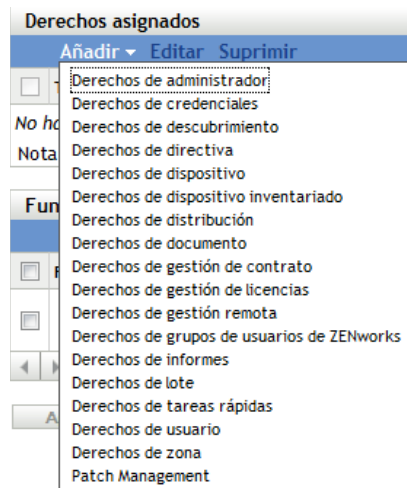 Derechos asignados
Añadir Editar Suprimir
Derechos de administrador
Derechos de credenciales
No
Derechos de descubrimiento
Nota
Derechos de directiva
Derechos de dispositivo
Derechos de dispositivo inventariado
Fun
Derechos de distribución
Derechos de documento
Derechos de gestión de contrato
Derechos de gestión de licencias
Derechos de gestión remota
Derechos de grupos de usuarios de ZENworks
Derechos de informes
Derechos de lote
Derechos de tareas rápidas
A
Derechos de usuario
Derechos de zona
Patch Management